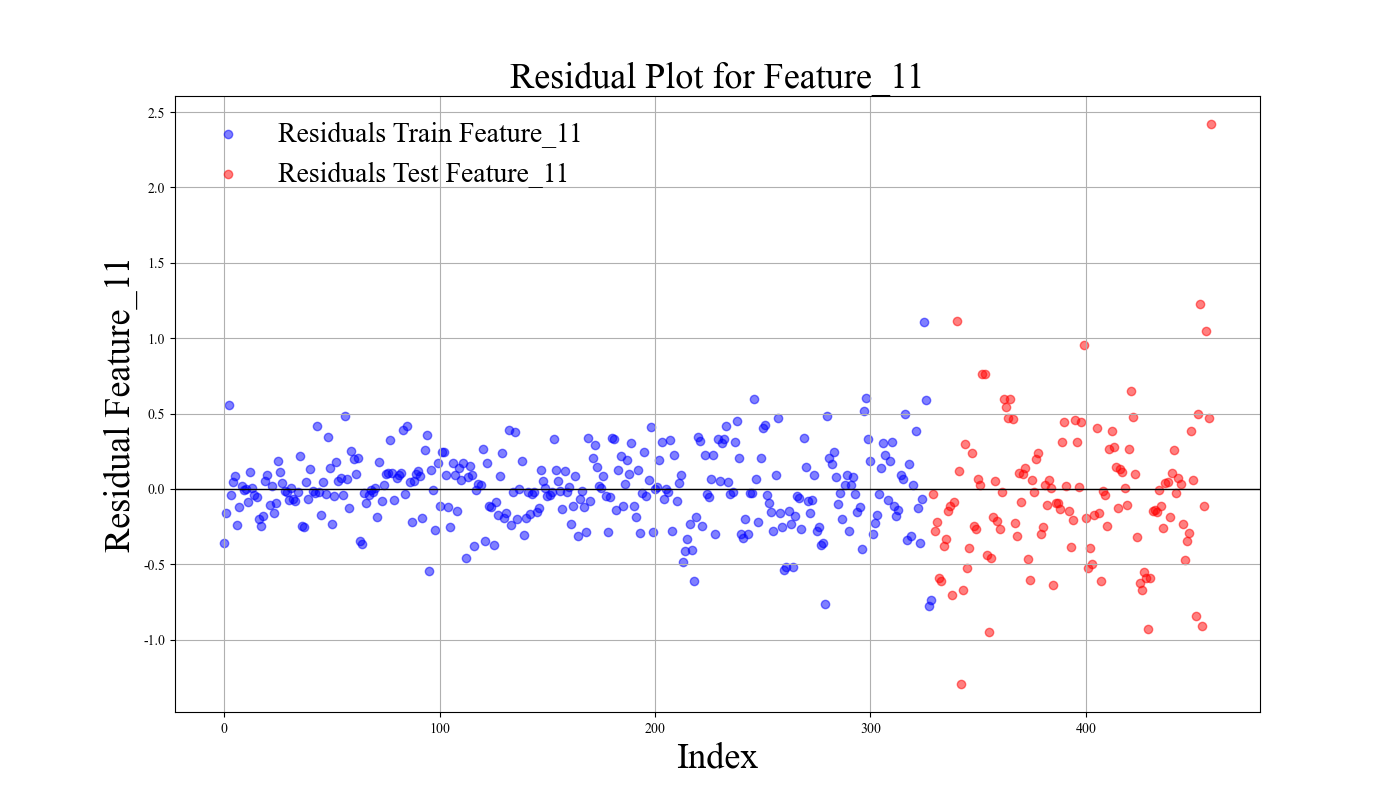 Residual Plot for Feature_11
Residuals Train Feature_11
Residuals Test Feature_11
Residual Feature_11
2.5
2.0
1.5
1.0
0.5
0.0
-0.5
-1.0
0 100 200 300 400
Index